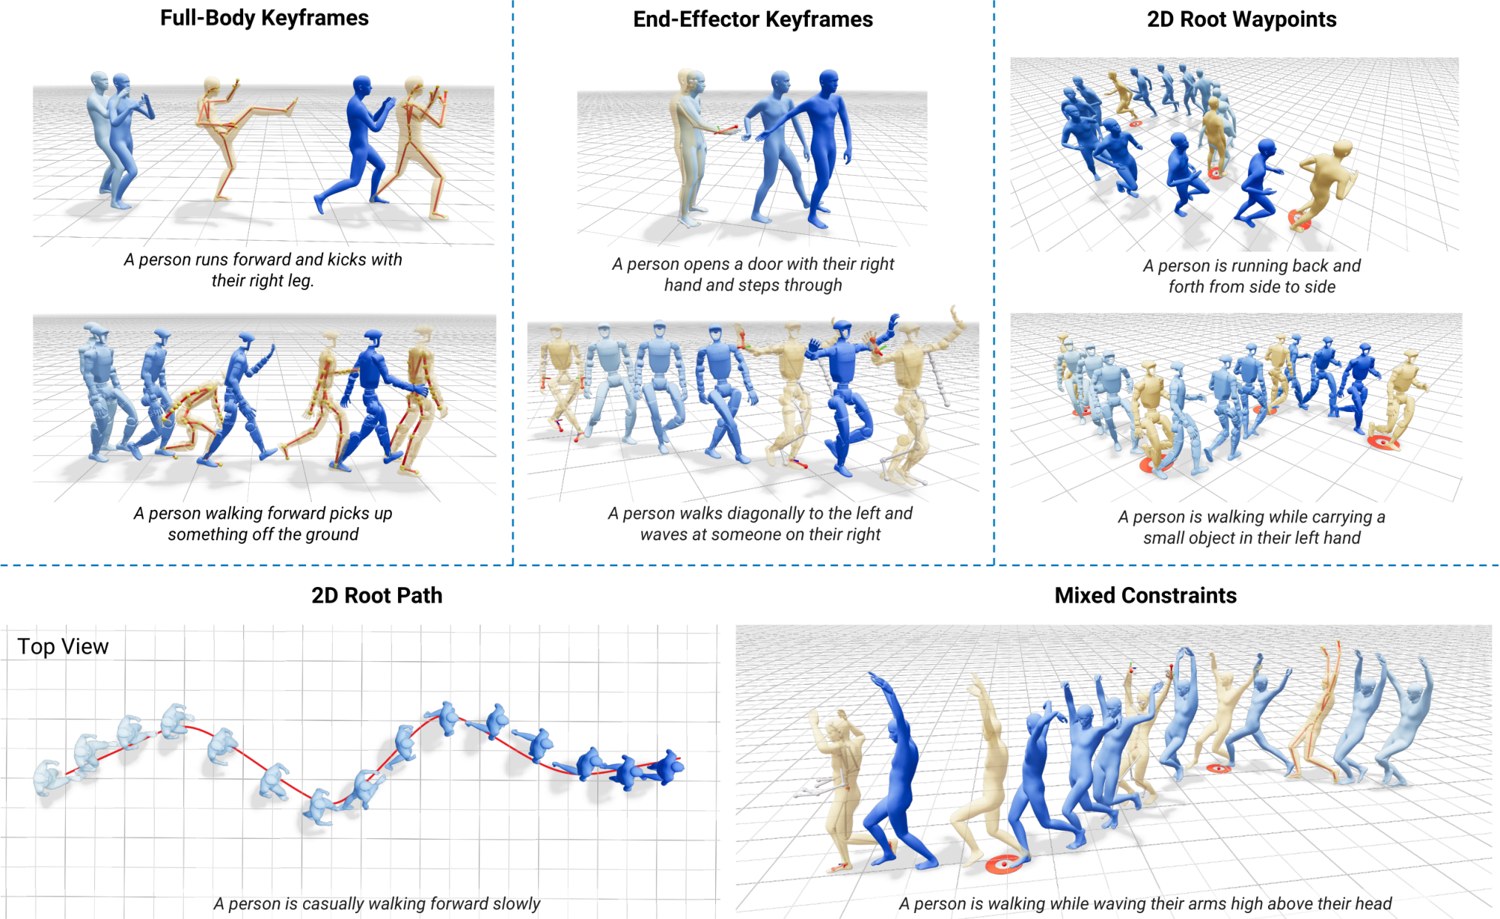 Full-Body Keyframes
A person runs forward and kicks with
their right leg.
A person walking forward picks up
something off the ground
End-Effector Keyframes
A person opens a door with their right
hand and steps through
A person walks diagonally to the left and
waves at someone on their right
2D Root Waypoints
A person is running back and
forth from side to side
A person is walking while carrying a
small object in their left hand
2D Root Path
Top View
A person is casually walking forward slowly
Mixed Constraints
A person is walking while waving their arms high above their head